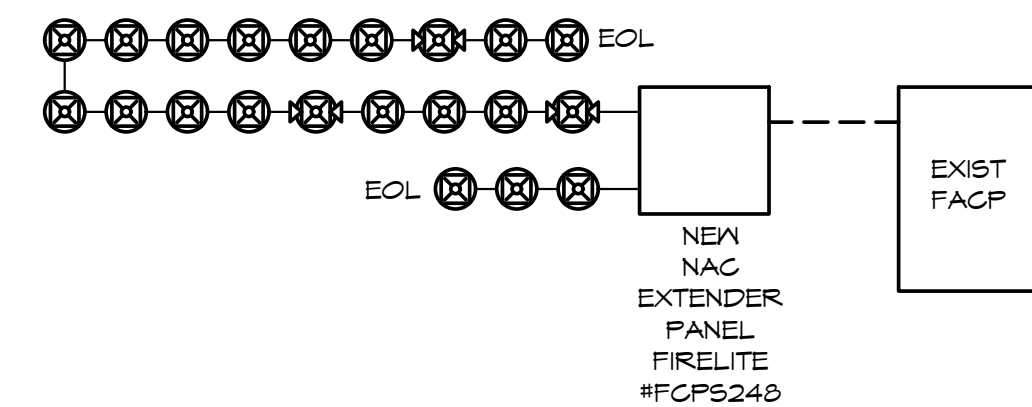 EOL
EOL
EXIST
FACP
NEW
NAC
EXTENDER
PANEL
FIRELITE
#FCPS248